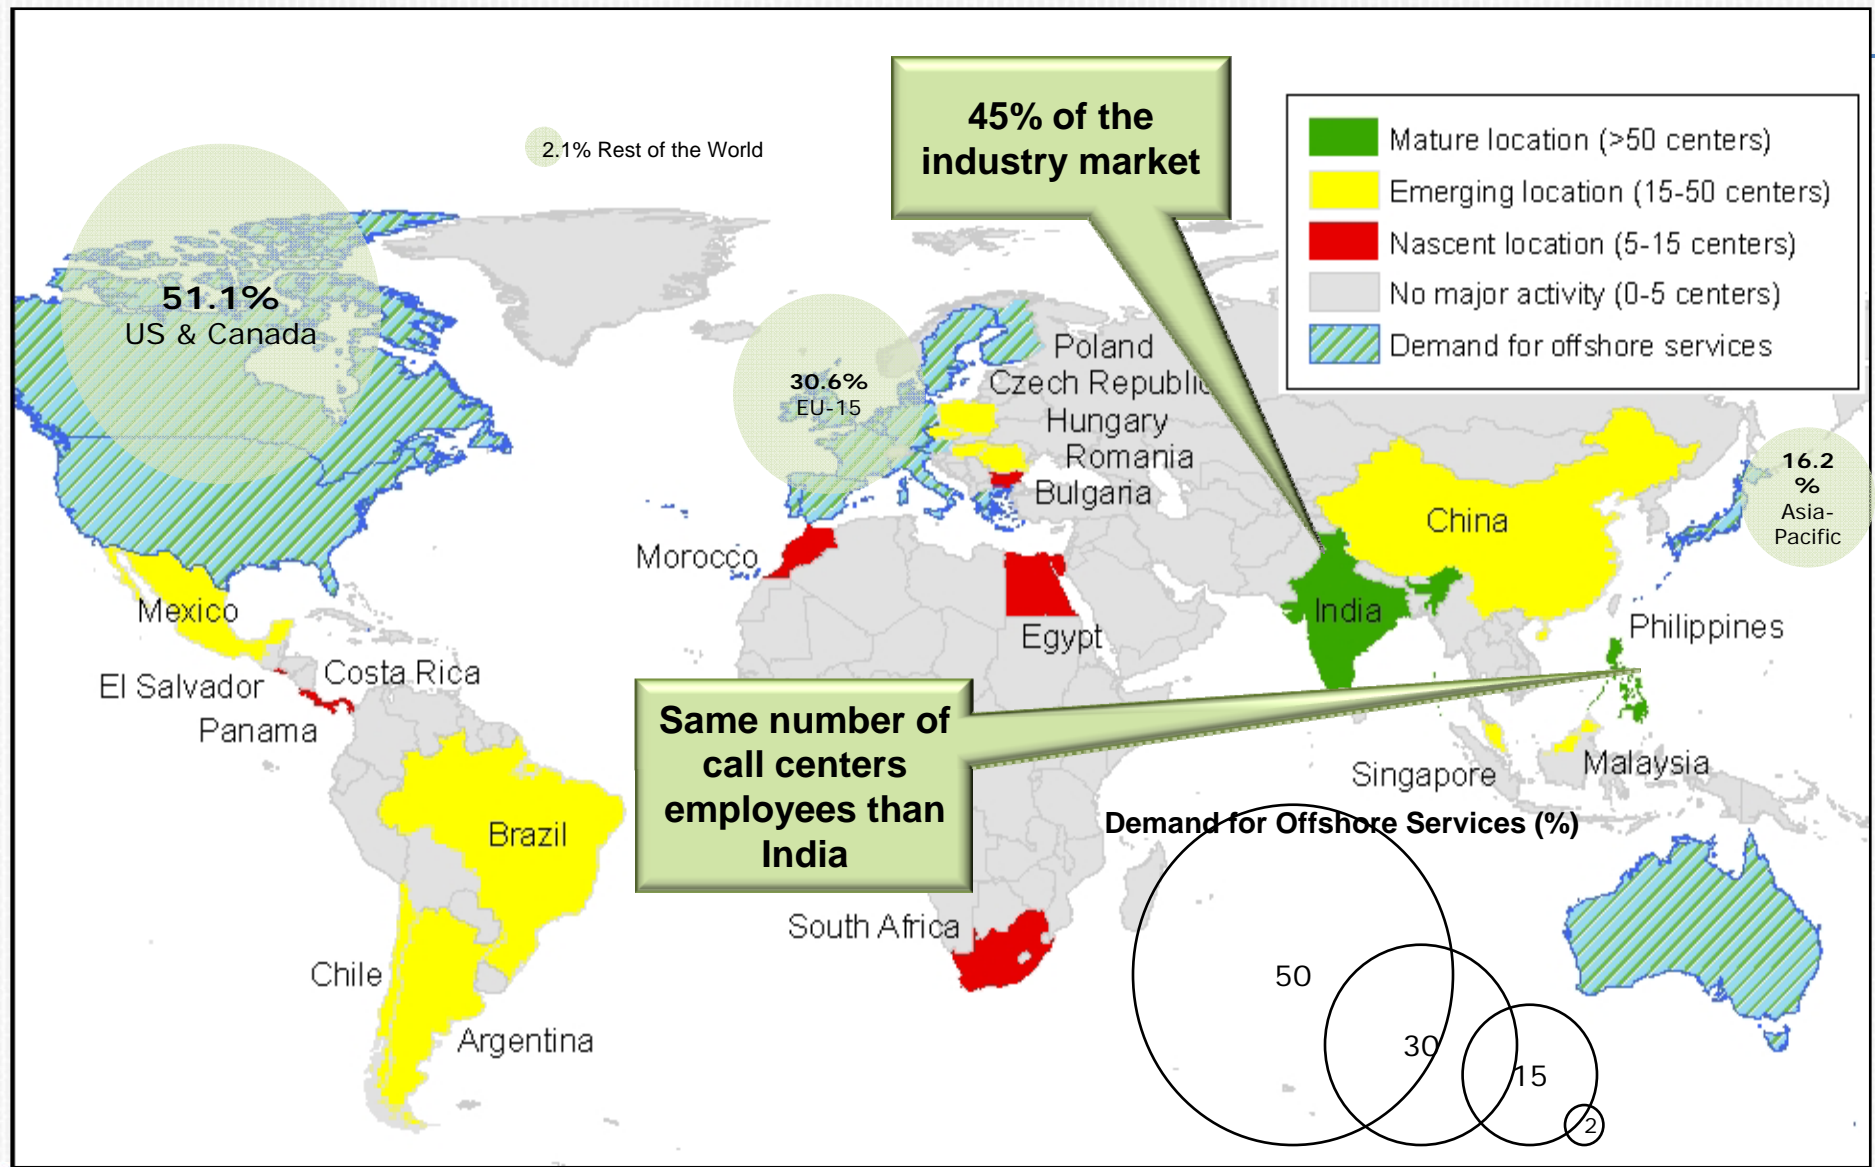 45% of the
industry market
2.1% Rest of the World
Mature location (>50 centers)
Emerging location (15-50 centers)
Nascent location (5-15 centers)
No major activity (0-5 centers)
Demand for offshore services
51.1%
US & Canada
30.6%
EU-15
Poland
Czech Republic
Hungary
Romania
Bulgaria
16.2
%
Asia-
Pacific
China
Morocco
India
Mexico
Egypt
Philippines
El Salvador
Costa Rica
Panama
Same number of
call centers
employees than
India
Singapore
Malaysia
Brazil
Demand for Offshore Services (%)
South Africa
Chile
Argentina
50
30
15
2